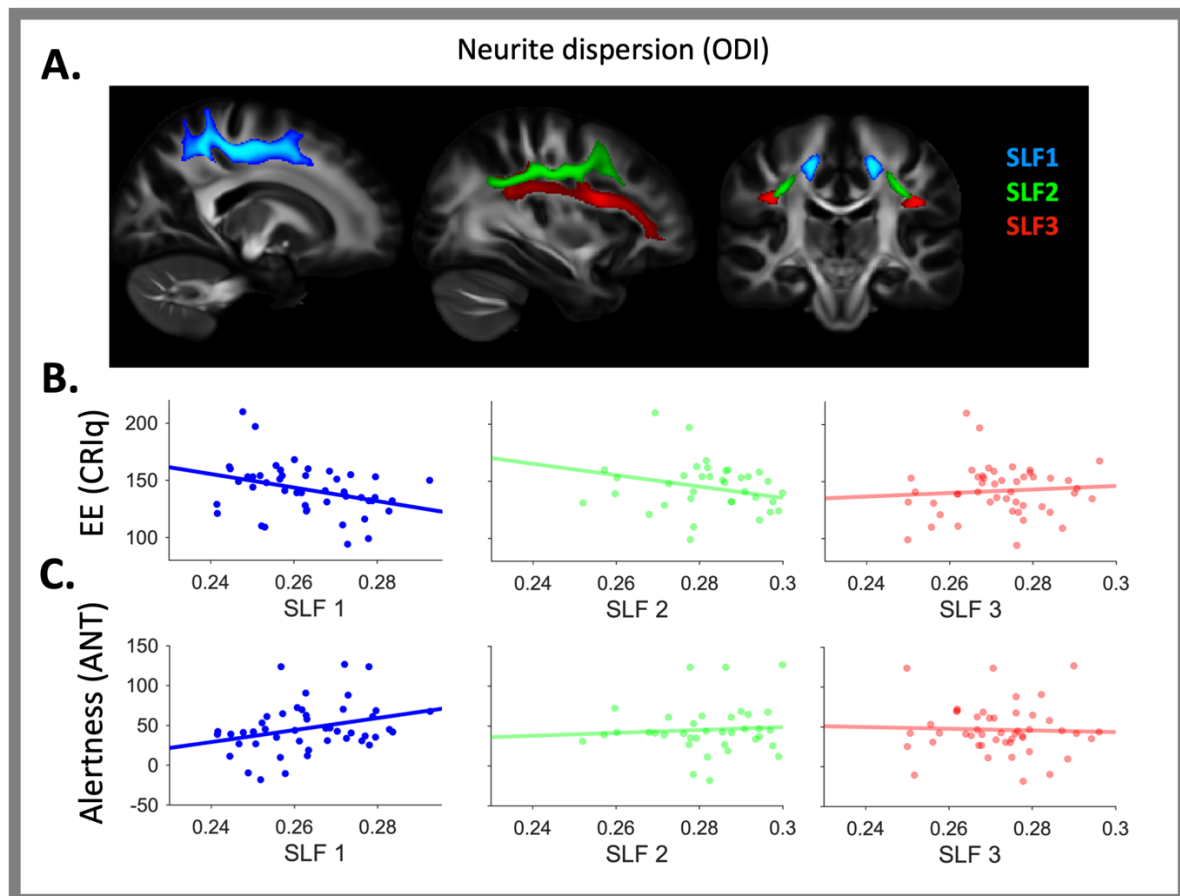 A.
Neurite dispersion (ODI)
SLF1
SLF2
SLF3
B.
EE (CRIq)
200
150
100
0.24 0.26 0.28
SLF 1
0.24 0.26 0.28 0.3
SLF 2
0.24 0.26 0.28 0.3
SLF 3
C.
Alertness (ANT)
150
100
50
0
-50
0.24 0.26 0.28
SLF 1
0.24 0.26 0.28 0.3
SLF 2
0.24 0.26 0.28 0.3
SLF 3